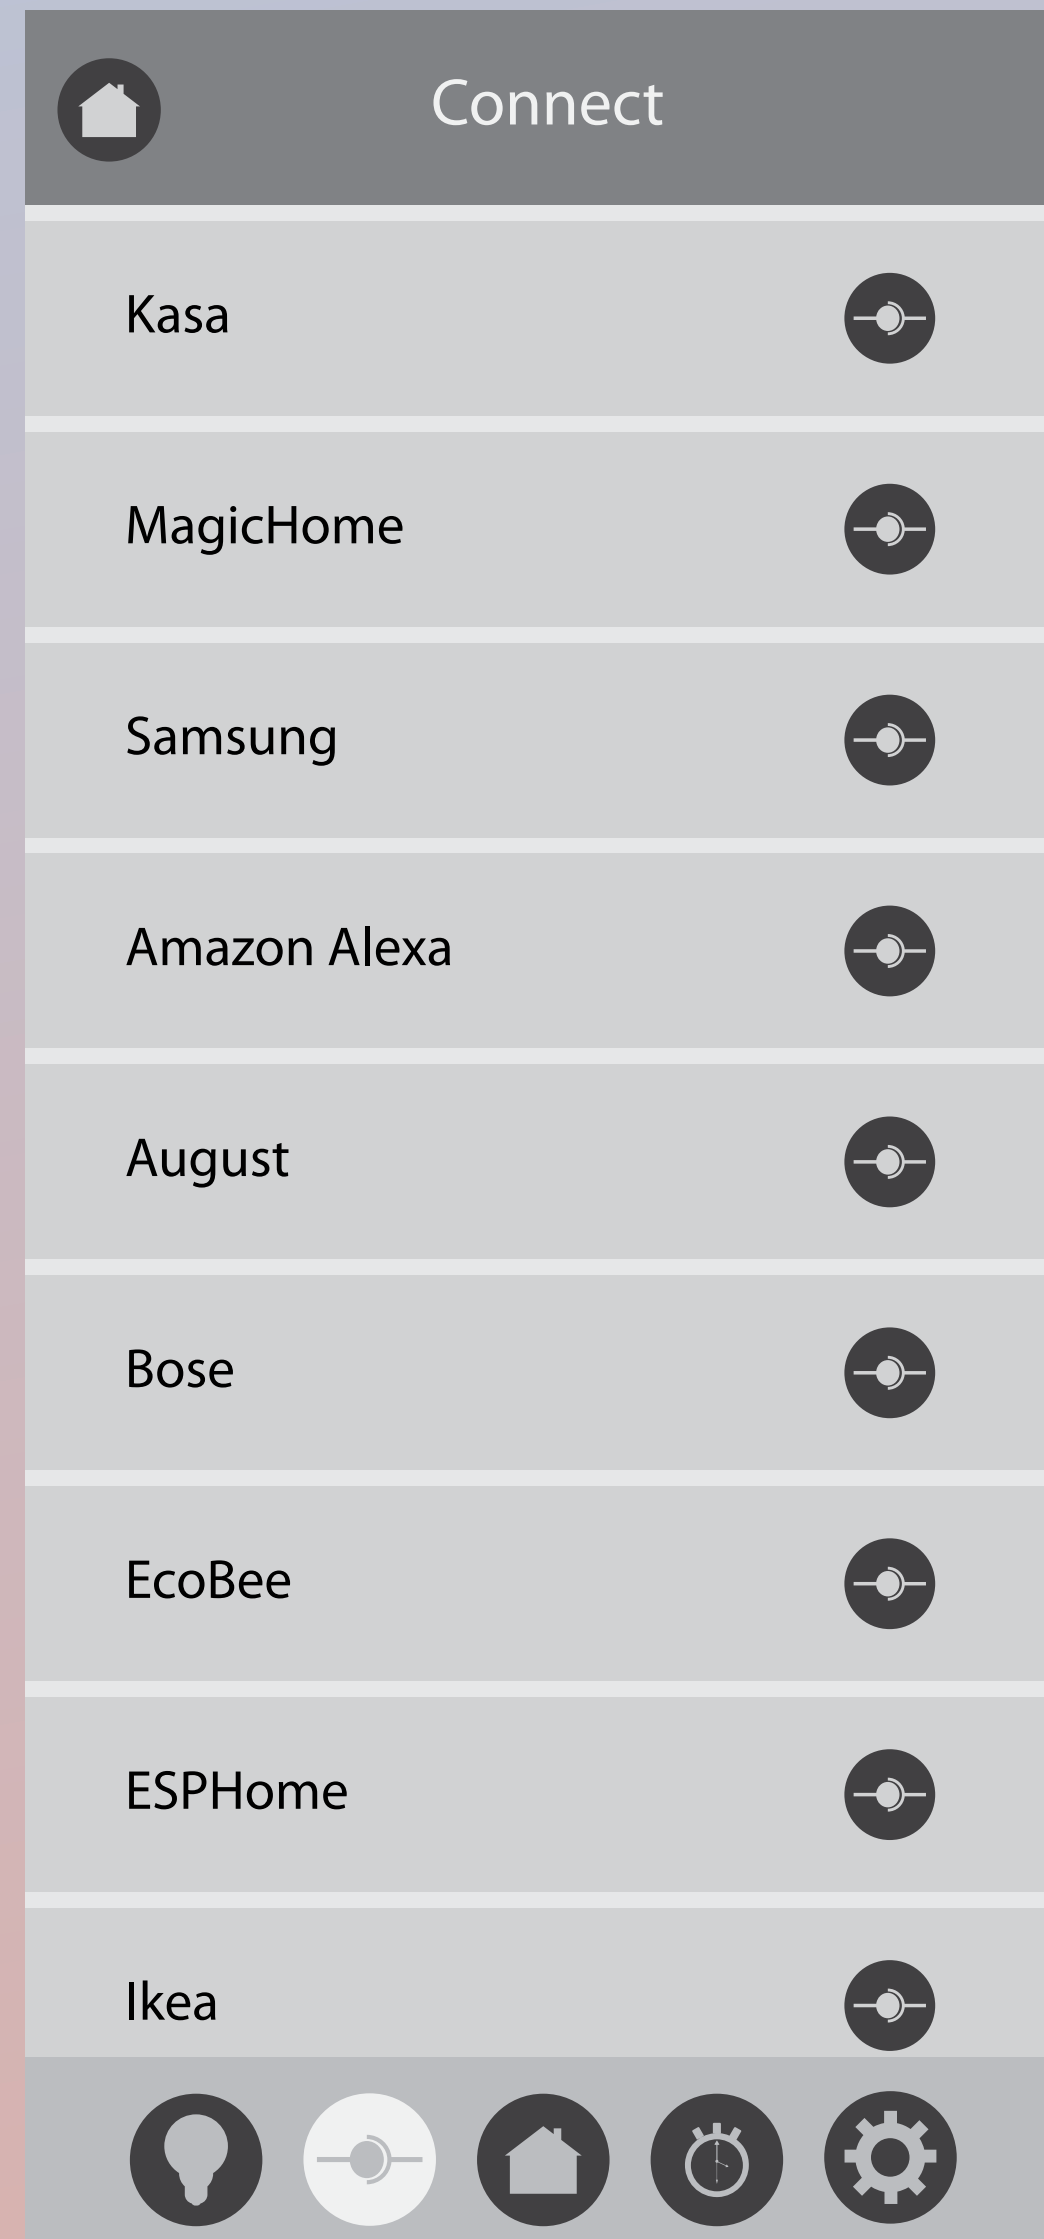 Connect
Kasa
MagicHome
Samsung
Amazon Alexa
August
Bose
EcoBee
ESPHome
Ikea